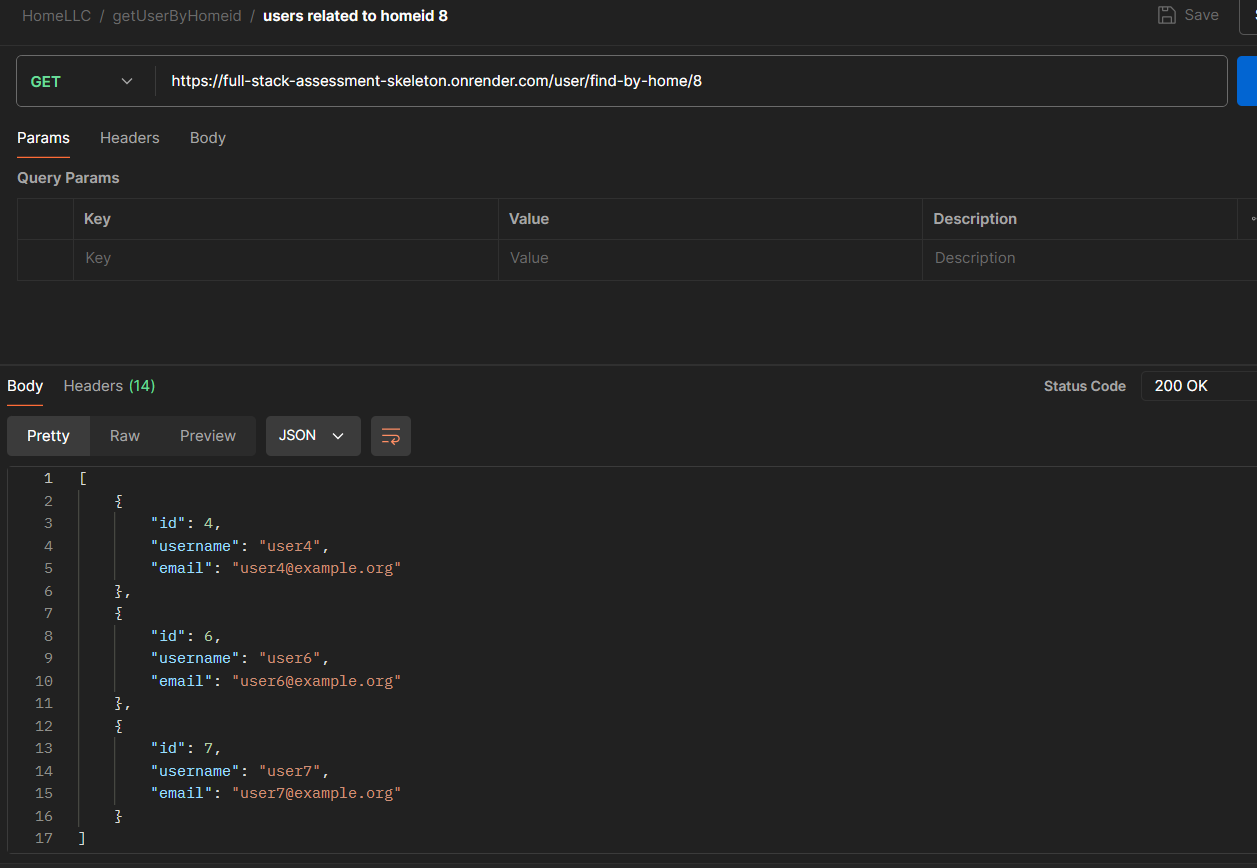 HomeLLC / getUserByHomeid / users related to homeid 8
Save
GET
https://full-stack-assessment-skeleton.onrender.com/user/find-by-home/8
Params Headers Body
Query Params
Key Value Description
Key Value Description
Body Headers (14)
Status Code 200 OK
Pretty Raw Preview JSON
1 [
2 {
3 "id": 4,
4 "username": "user4",
5 "email": "user4@example.org"
6 },
7 {
8 "id": 6,
9 "username": "user6",
10 "email": "user6@example.org"
11 },
12 {
13 "id": 7,
14 "username": "user7",
15 "email": "user7@example.org"
16 }
17 ]